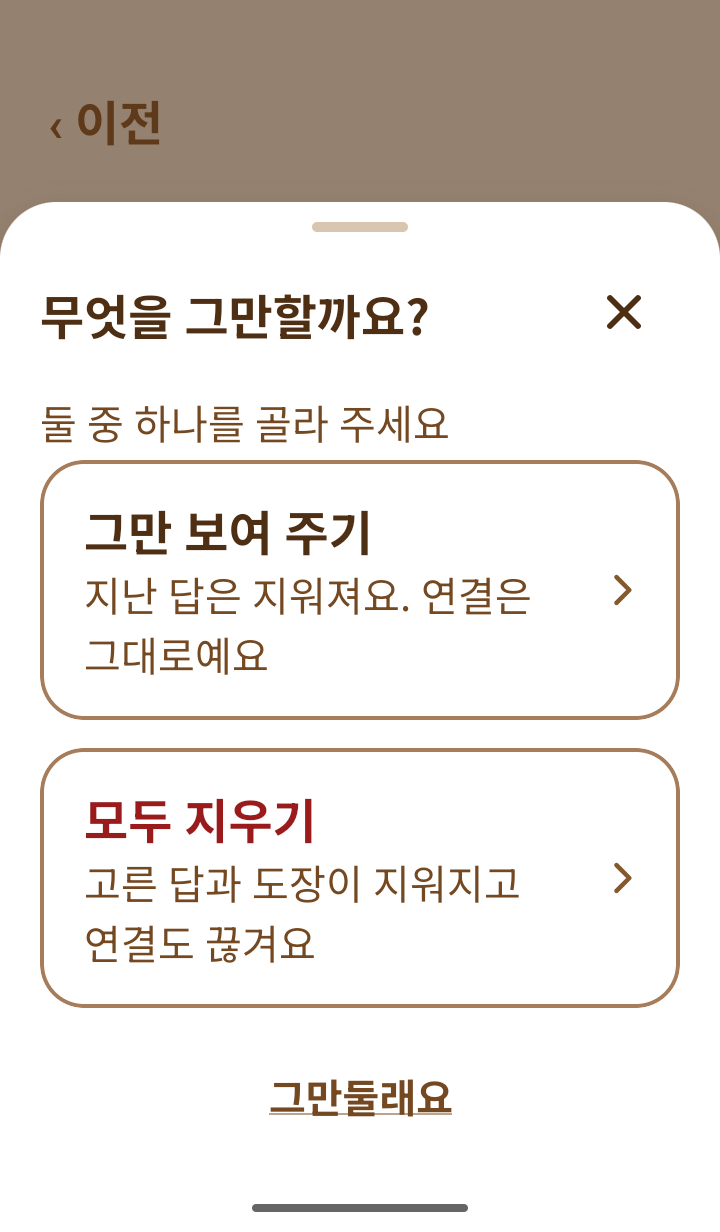 ‹ 이전
무엇을 그만할까요?
둘 중 하나를 골라 주세요
그만 보여 주기
지난 답은 지워져요. 연결은
그대로예요
모두 지우기
고른 답과 도장이 지워지고
연결도 끊겨요
그만둘래요